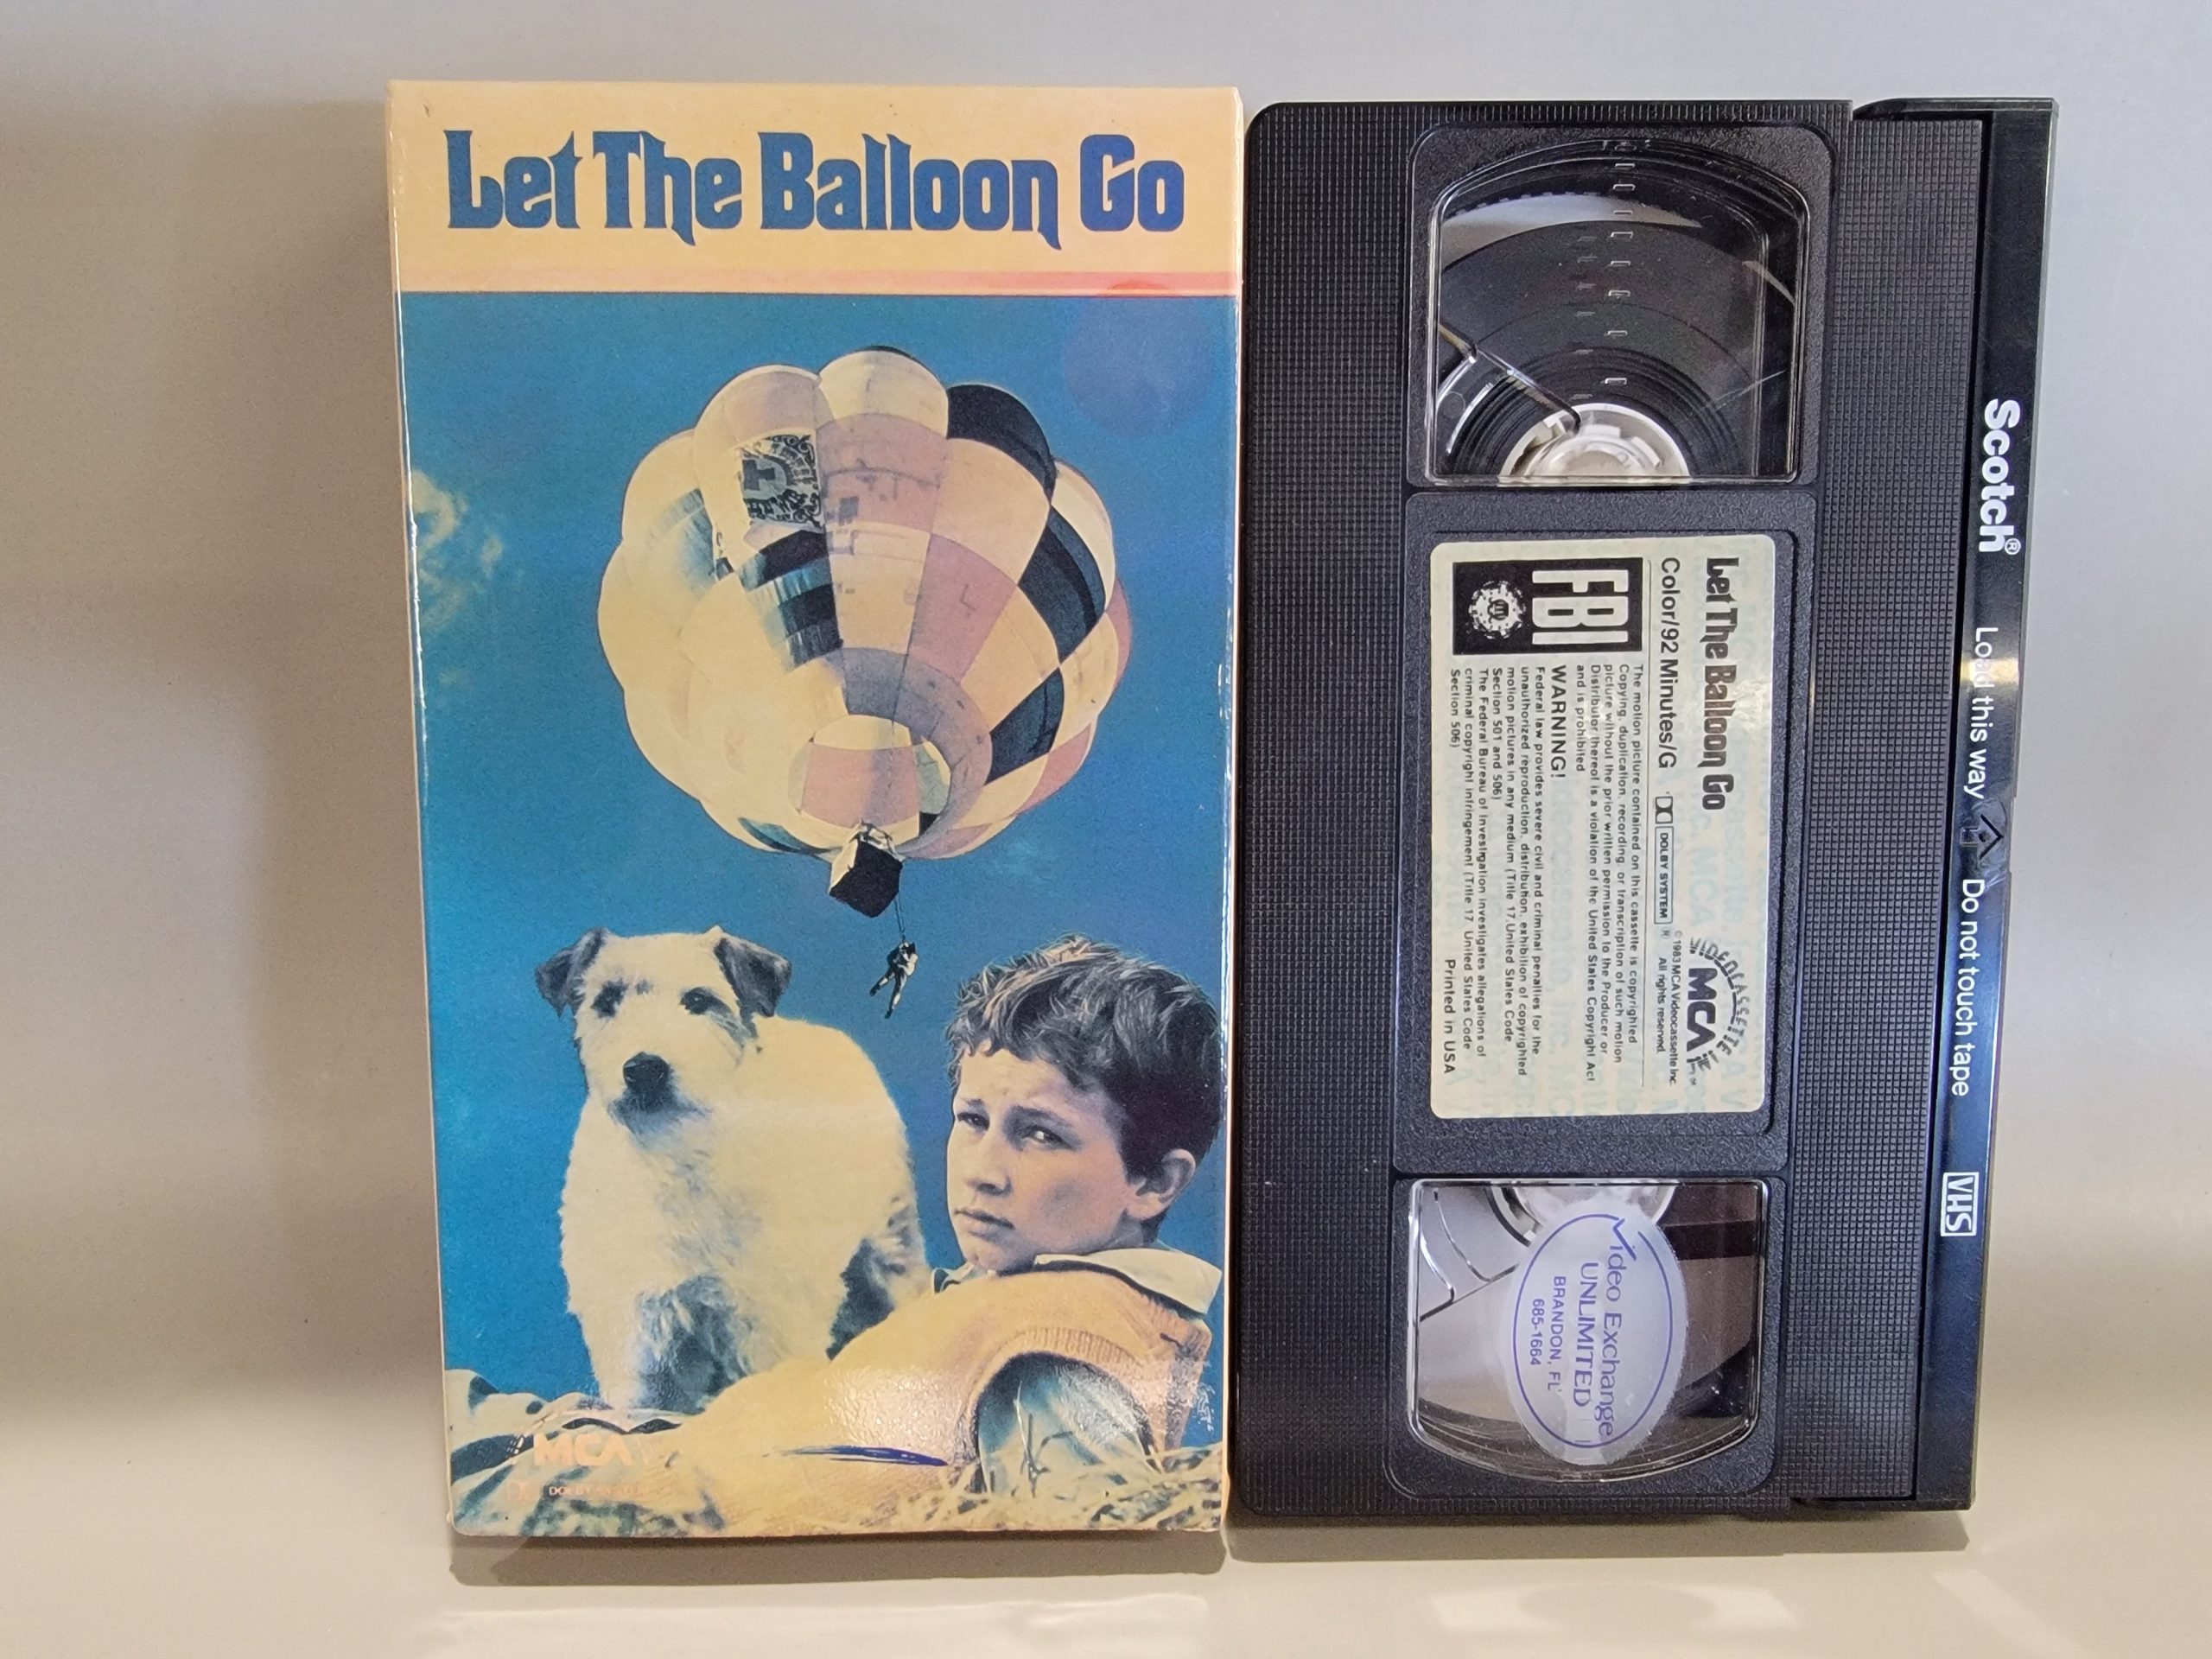 Let The Balloon Go
MCA
Let The Balloon Go
Color/92 Minutes/G
DOLBY SYSTEM
®
VIDEOCASSETTE
MCA
© 1983 MCA Videocassette Inc.
All rights reserved.
FBI
The motion picture contained on this cassette is copyrighted
Copying, duplication, recording or transcription of such motion
picture without the prior written permission to the Producer or
Distributor thereof is a violation of the United States Copyright Act
and is prohibited
WARNING!
Federal law provides severe civil and criminal penalties for the
unauthorized reproduction, distribution, exhibition of copyrighted
motion pictures in any medium (Title 17, United States Code
Section 501 and 506)
The Federal Bureau of Investigation investigates allegations of
criminal copyright infringement (Title 17 United States Code
Section 506)
Printed in USA
Video Exchange
UNLIMITED
BRANDON, FL
685-1664
Scotch®
Load this way
Do not touch tape
VHS